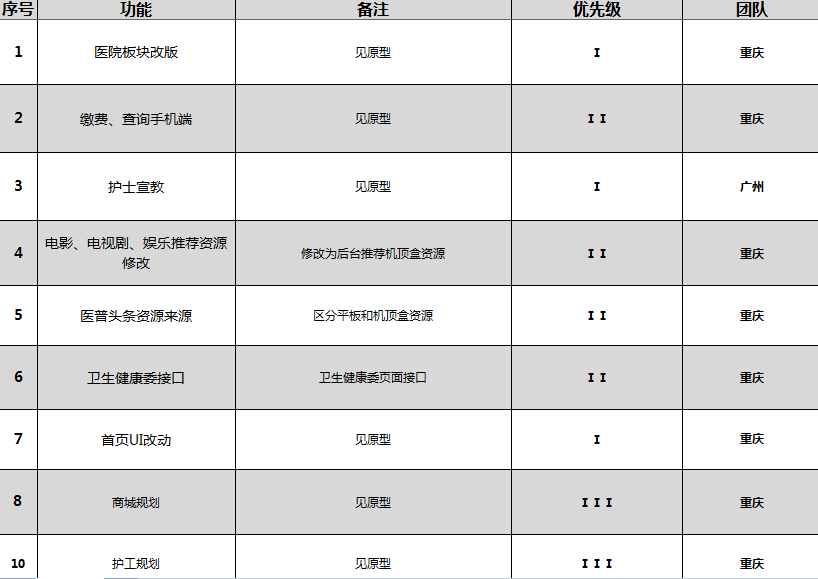 序号 功能 备注 优先级 团队
1 医院板块改版 见原型 I 重庆
2 缴费、查询手机端 见原型 I I 重庆
3 护士宣教 见原型 I 广州
4 电影、电视剧、娱乐推荐资源 修改为后台推荐机顶盒资源 I I 重庆
修改
5 医普头条资源来源 区分平板和机顶盒资源 I I 重庆
6 卫生健康委接口 卫生健康委页面接口 I I 重庆
7 首页UI改动 见原型 I 重庆
8 商城规划 见原型 I I I 重庆
10 护工规划 见原型 I I I 重庆